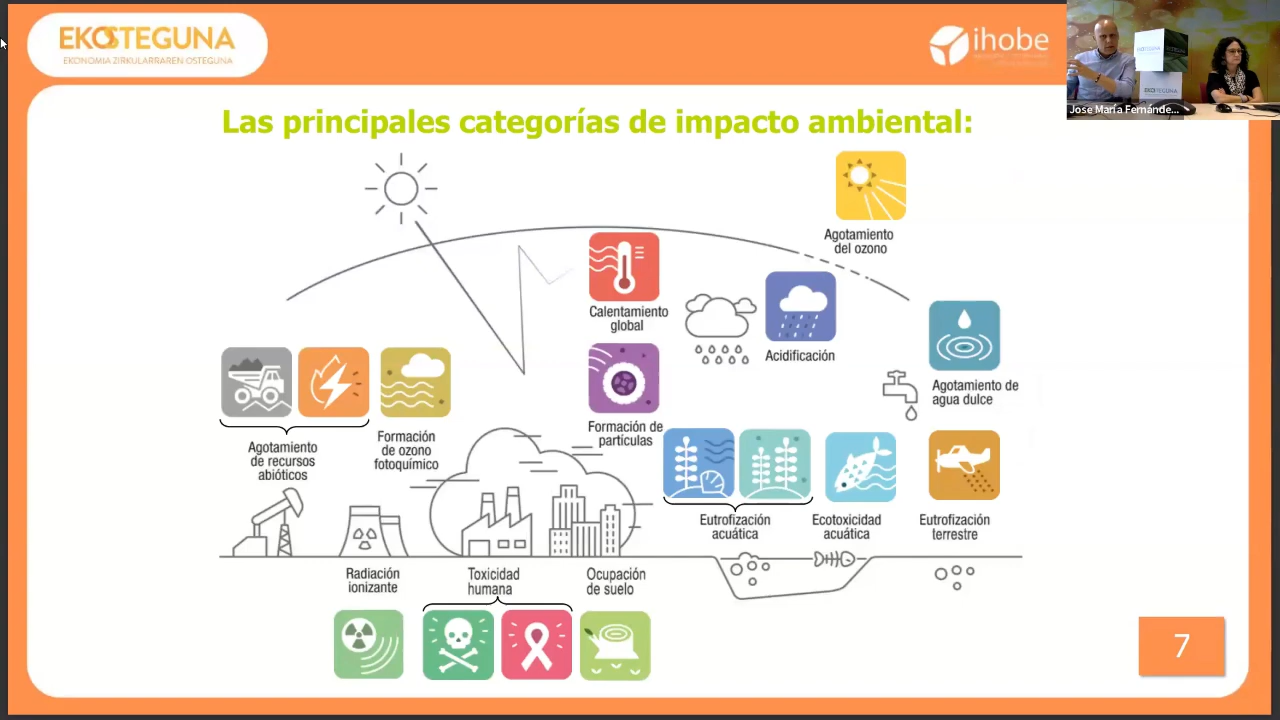 EKOSTEGUNA
EKONOMIA ZIRKULARRAREN OSTEGUNA
ihobe
Jose María Fernánde...
EKOSTEGUNA
Las principales categorías de impacto ambiental:
Agotamiento
del ozono
Calentamiento
global
Acidificación
Agotamiento de
agua dulce
Formación de
partículas
Formación
de ozono
fotoquímico
Agotamiento
de recursos
abióticos
Eutrofización
acuática
Ecotoxicidad
acuática
Eutrofización
terrestre
Radiación
ionizante
Toxicidad
humana
Ocupación
de suelo
7